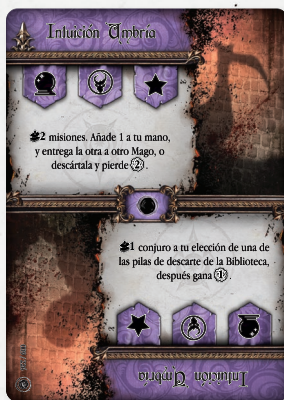 Intuición Umbría
2 misiones. Añade 1 a tu mano,
y entrega la otra a otro Mago, o
descártala y pierde 2.
1 conjuro a tu elección de una de
las pilas de descarte de la Biblioteca,
después gana 1.
Intuición Umbría